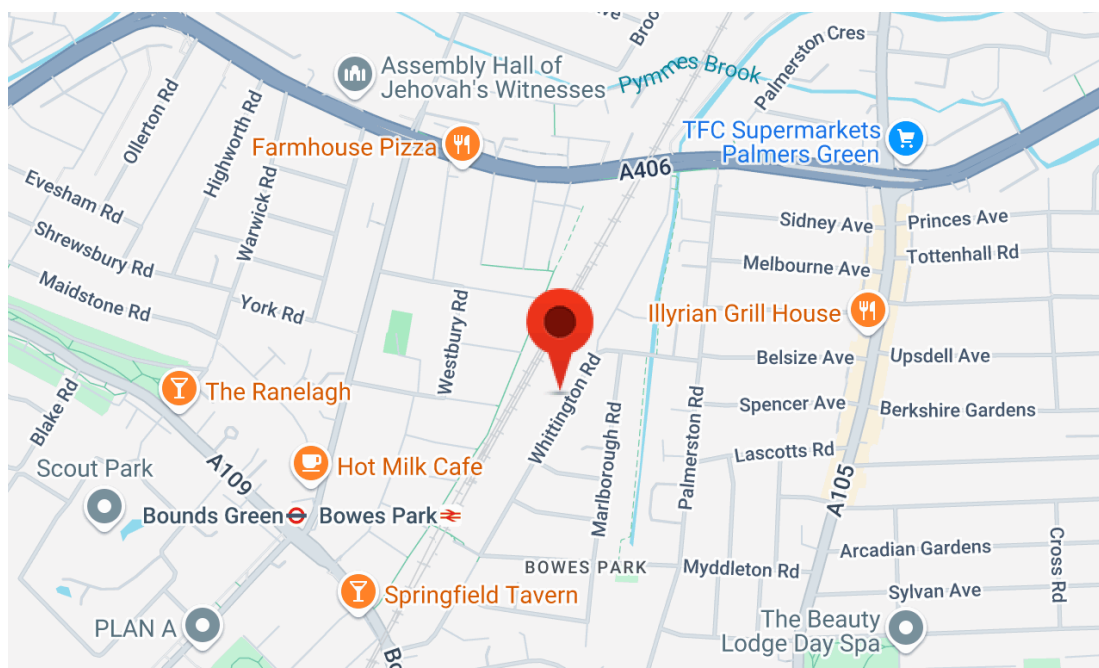 Assembly Hall of
Jehovah's Witnesses
Broo
Pymmes Brook
Palmerston Cres
TFC Supermarkets
Palmers Green
Ollerton Rd
Highworth Rd
Farmhouse Pizza
A406
Evesham Rd
Warwick Rd
Sidney Ave
Princes Ave
Shrewsbury Rd
Tottenhall Rd
Melbourne Ave
Maidstone Rd
York Rd
Westbury Rd
Illyrian Grill House
Belsize Ave
Upsdell Ave
The Ranelagh
Whittington Rd
Blake Rd
Spencer Ave
Berkshire Gardens
Marlborough Rd
Palmerston Rd
Lascotts Rd
Scout Park
A109
Hot Milk Cafe
A105
Bounds Green
Bowes Park
Arcadian Gardens
Cross Rd
BOWES PARK
Myddleton Rd
Springfield Tavern
Sylvan Ave
PLAN A
The Beauty
Lodge Day Spa
Bo